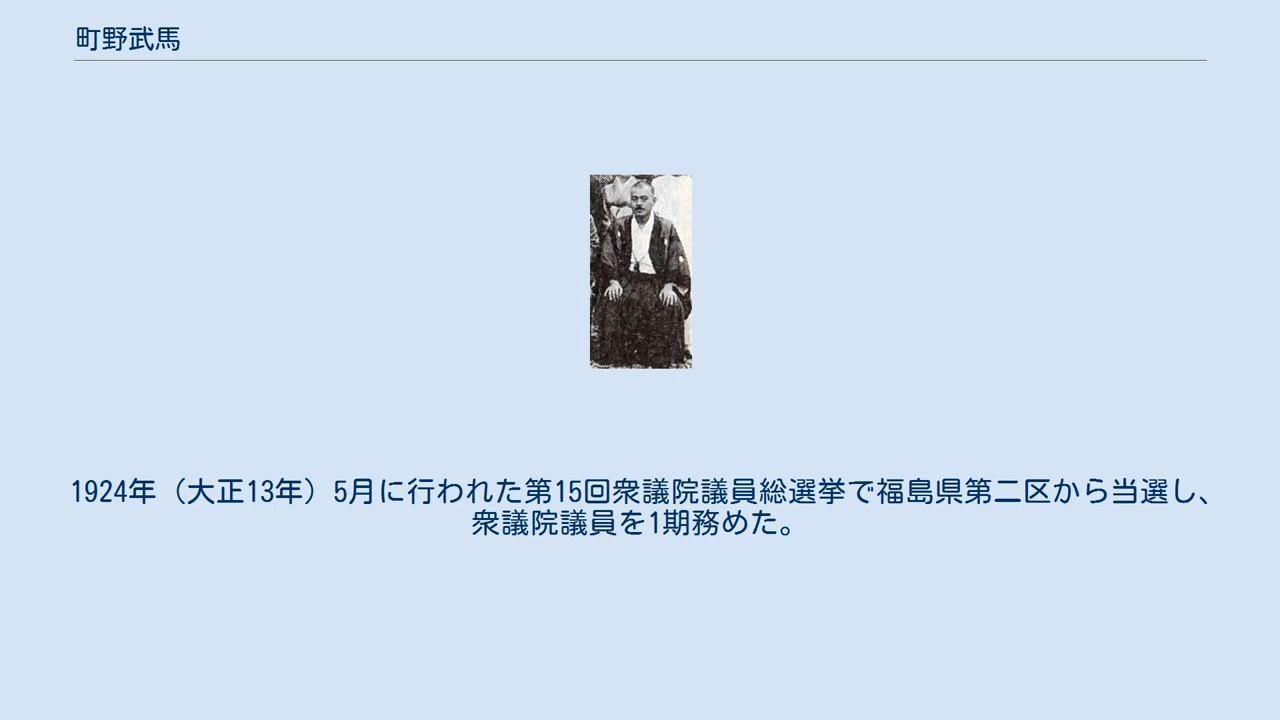 町野武馬
1924年（大正13年）5月に行われた第15回衆議院議員総選挙で福島県第二区から当選し、
衆議院議員を1期務めた。